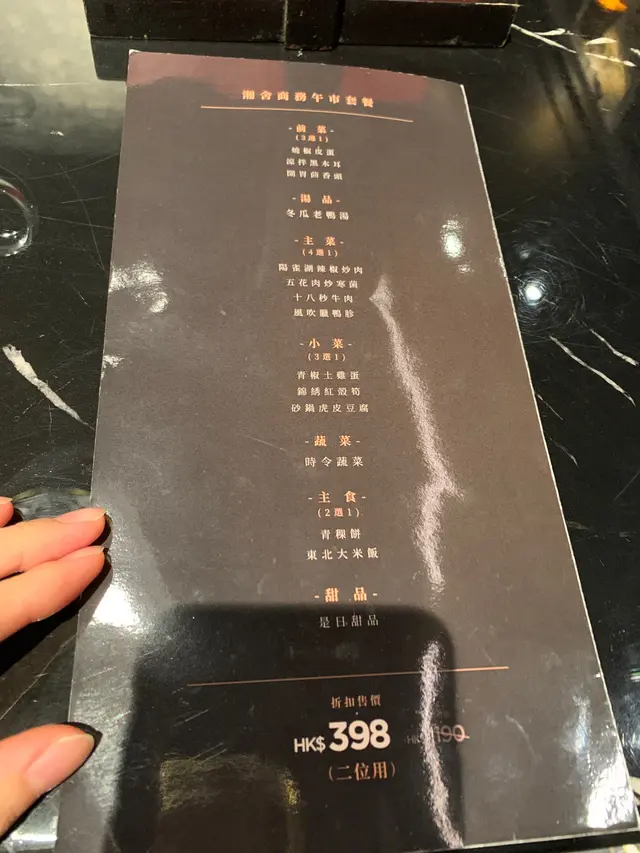 湘舍商務午市套餐
-前菜-
(3選1)
燒椒皮蛋
涼拌黑木耳
開胃茴香頭
-湯品-
冬瓜老鴨湯
-主菜-
(4選1)
陽雀湖辣椒炒肉
五花肉炒寒菌
十八秒牛肉
風吹臘鴨胗
-小菜-
(3選1)
青椒土雞蛋
錦綉紅殼筍
砂鍋虎皮豆腐
-蔬菜-
時令蔬菜
-主食-
(2選1)
青稞餅
東北大米飯
-甜品-
是日甜品
折扣售價
HK$398
(二位用)